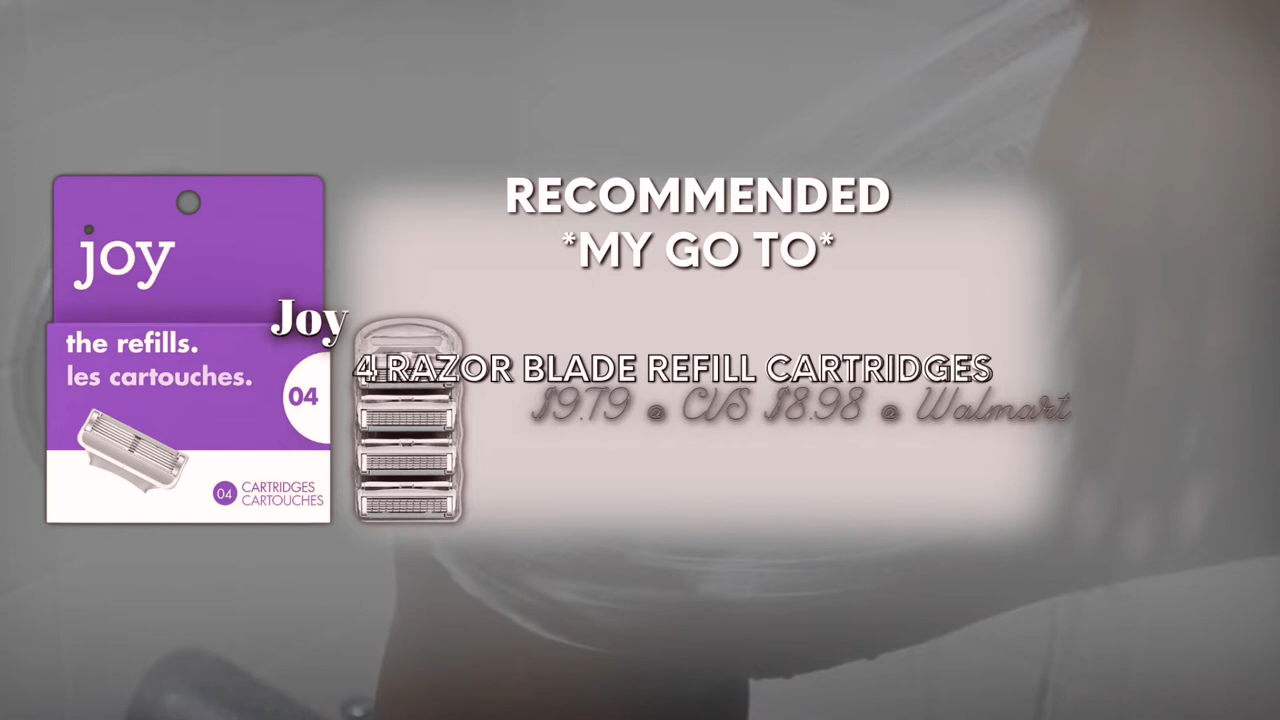 RECOMMENDED
*MY GO TO*
joy
the refills.
les cartouches.
04
04 CARTRIDGES
CARTOUCHES
Joy
4 RAZOR BLADE REFILL CARTRIDGES
$9.79 @ CVS $8.98 @ Walmart